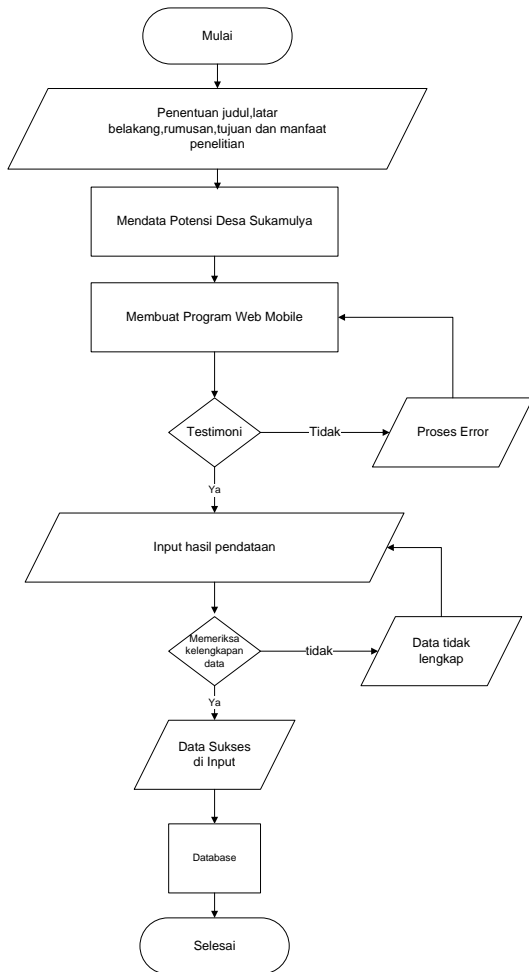 Mulai
Penentuan judul,latar
belakang,rumusan,tujuan dan manfaat
penelitian
Mendata Potensi Desa Sukamulya
Membuat Program Web Mobile
Testimoni
Tidak
Proses Error
Ya
Input hasil pendataan
Memeriksa
kelengkapan
data
tidak
Data tidak
lengkap
Ya
Data Sukses
di Input
Database
Selesai